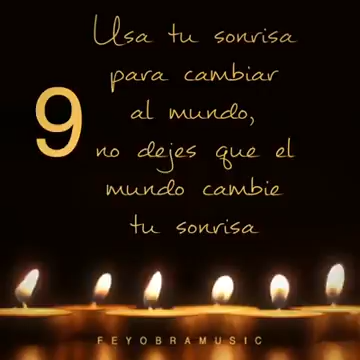 Usa tu sonrisa
para cambiar
al mundo,
9
no dejes que el
mundo cambie
tu sonrisa
FEYOBRAMUSIC